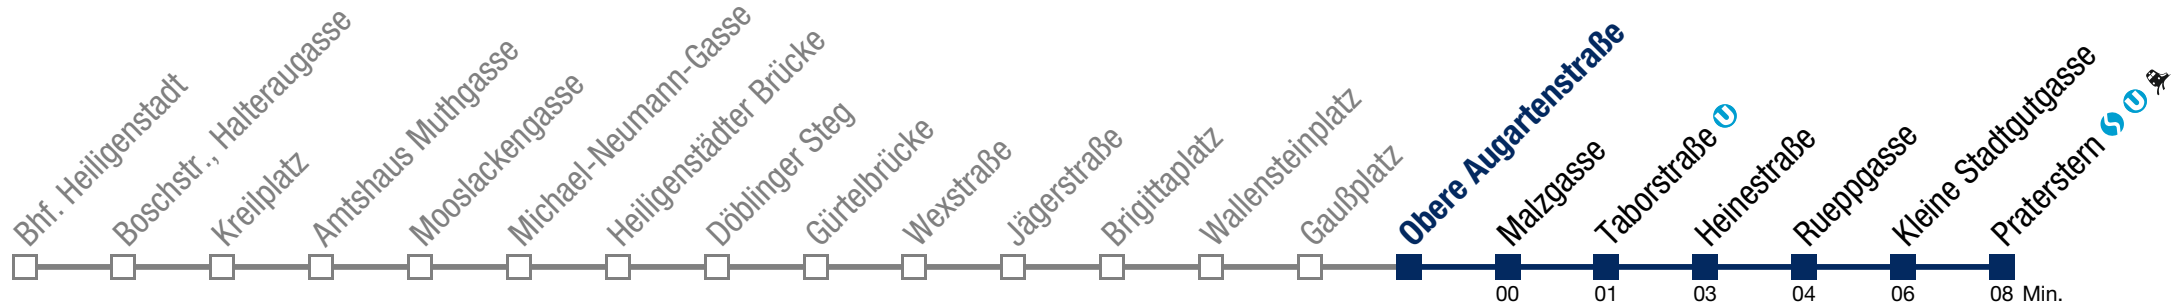 Bhf. Heiligenstadt
Boschstr., Halteraugasse
Kreilplatz
Amtshaus Muthgasse
Mooslackengasse
Michael-Neumann-Gasse
Heiligenstädter Brücke
Döblinger Steg
Gürtelbrücke
Wexstraße
Jägerstraße
Brigittaplatz
Wallensteinplatz
Gaußplatz
Obere Augartenstraße
Malzgasse
Taborstraße U
Heinestraße
Rueppgasse
Kleine Stadtgutgasse
Praterstern S U
00 01 03 04 06 08 Min.